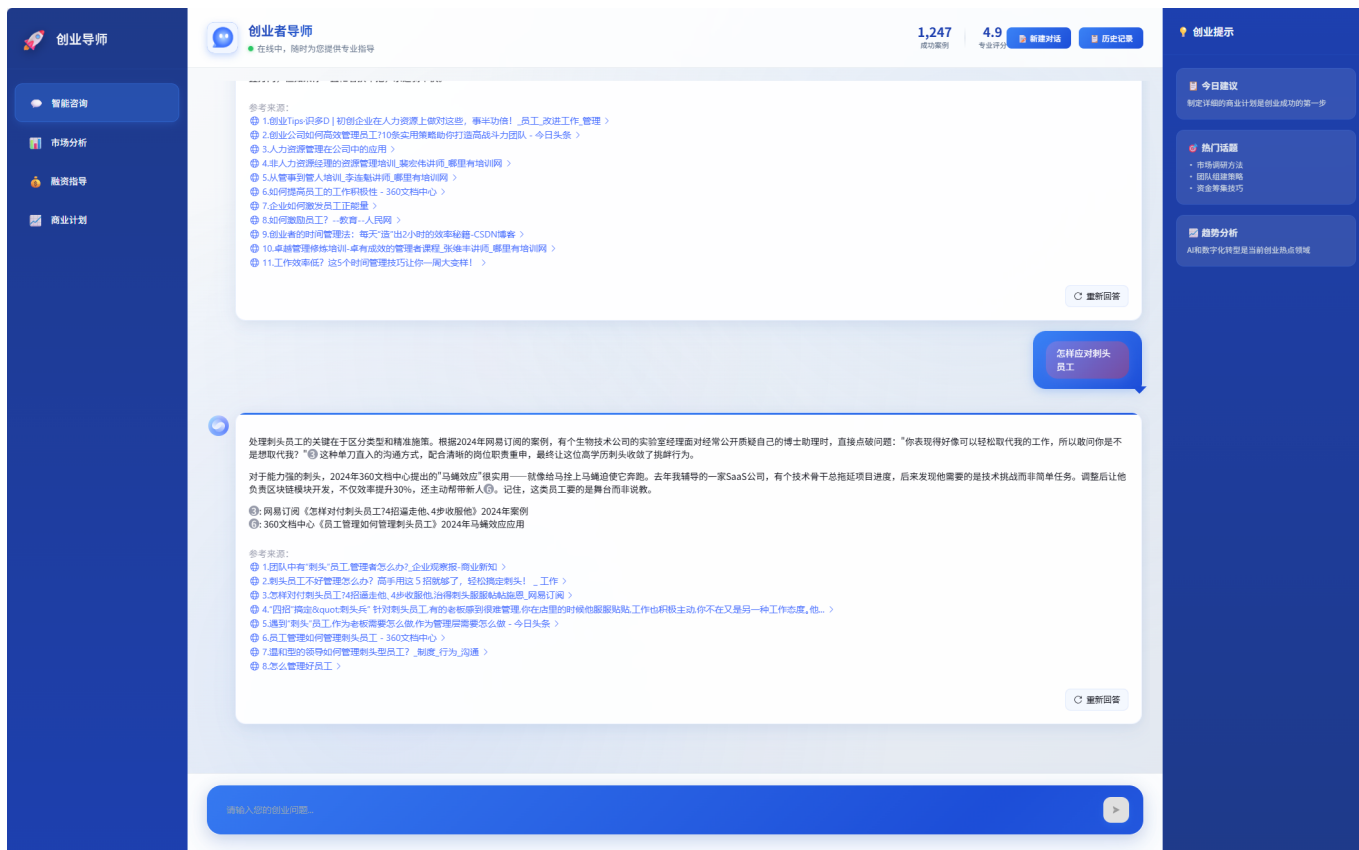 创业导师
智能咨询
市场分析
融资指导
商业计划
创业者导师
在线中，随时为您提供专业指导
1,247
成功案例
4.9
专业评分
新建对话
历史记录
参考来源：
1.创业Tips·识多D | 初创企业在人力资源上做对这些，事半功倍！_员工_改进工作_管理
2.创业公司如何高效管理员工?10条实用策略助你打造高战斗力团队 - 今日头条
3.人力资源管理在公司中的应用
4.非人力资源经理的资源管理培训_裴宏伟讲师_哪里有培训网
5.从管事到管人培训_李连魁讲师_哪里有培训网
6.如何提高员工的工作积极性 - 360文档中心
7.企业如何激发员工正能量
8.如何激励员工？--教育--人民网
9.创业者的时间管理法：每天"造"出2小时的效率秘籍-CSDN博客
10.卓越管理修炼培训-卓有成效的管理者课程_张维丰讲师_哪里有培训网
11.工作效率低？这5个时间管理技巧让你一周大变样！
重新回答
怎样应对刺头
员工
处理刺头员工的关键在于区分类型和精准施策。根据2024年网易订阅的案例，有个生物技术公司的实验室经理面对经常公开质疑自己的博士助理时，直接点破问题："你表现得好像可以轻松取代我的工作，所以敢问你是不
是想取代我？"③这种单刀直入的沟通方式，配合清晰的岗位职责重申，最终让这位高学历刺头收敛了挑衅行为。
对于能力强的刺头，2024年360文档中心提出的"马蝇效应"很实用——就像给马拴上马蝇迫使它奔跑。去年我辅导的一家SaaS公司，有个技术骨干总拖延项目进度，后来发现他需要的是技术挑战而非简单任务。调整后让他
负责区块链模块开发，不仅效率提升30%，还主动帮带新人⑥。记住，这类员工要的是舞台而非说教。
③: 网易订阅《怎样对付刺头员工?4招逼走他、4步收服他》2024年案例
⑥: 360文档中心《员工管理如何管理刺头员工》2024年马蝇效应应用
参考来源：
1.团队中有"刺头"员工,管理者怎么办?_企业观察报-商业新知
2.刺头员工不好管理怎么办？高手用这５招就够了，轻松搞定刺头！ _ 工作
3.怎样对付刺头员工?4招逼走他、4步收服他,治得刺头服服帖帖施恩_网易订阅
4."四招"搞定&quot;刺头兵" 针对刺头员工,有的老板感到很难管理,你在店里的时候他服服贴贴,工作也积极主动,你不在又是另一种工作态度,他...
5.遇到"刺头"员工,作为老板需要怎么做,作为管理层需要怎么做 - 今日头条
6.员工管理如何管理刺头员工 - 360文档中心
7.温和型的领导如何管理刺头型员工？_制度_行为_沟通
8.怎么管理好员工
重新回答
请输入您的创业问题...
创业提示
今日建议
制定详细的商业计划是创业成功的第一步
热门话题
• 市场调研方法
• 团队组建策略
• 资金筹集技巧
趋势分析
AI和数字化转型是当前创业热点领域